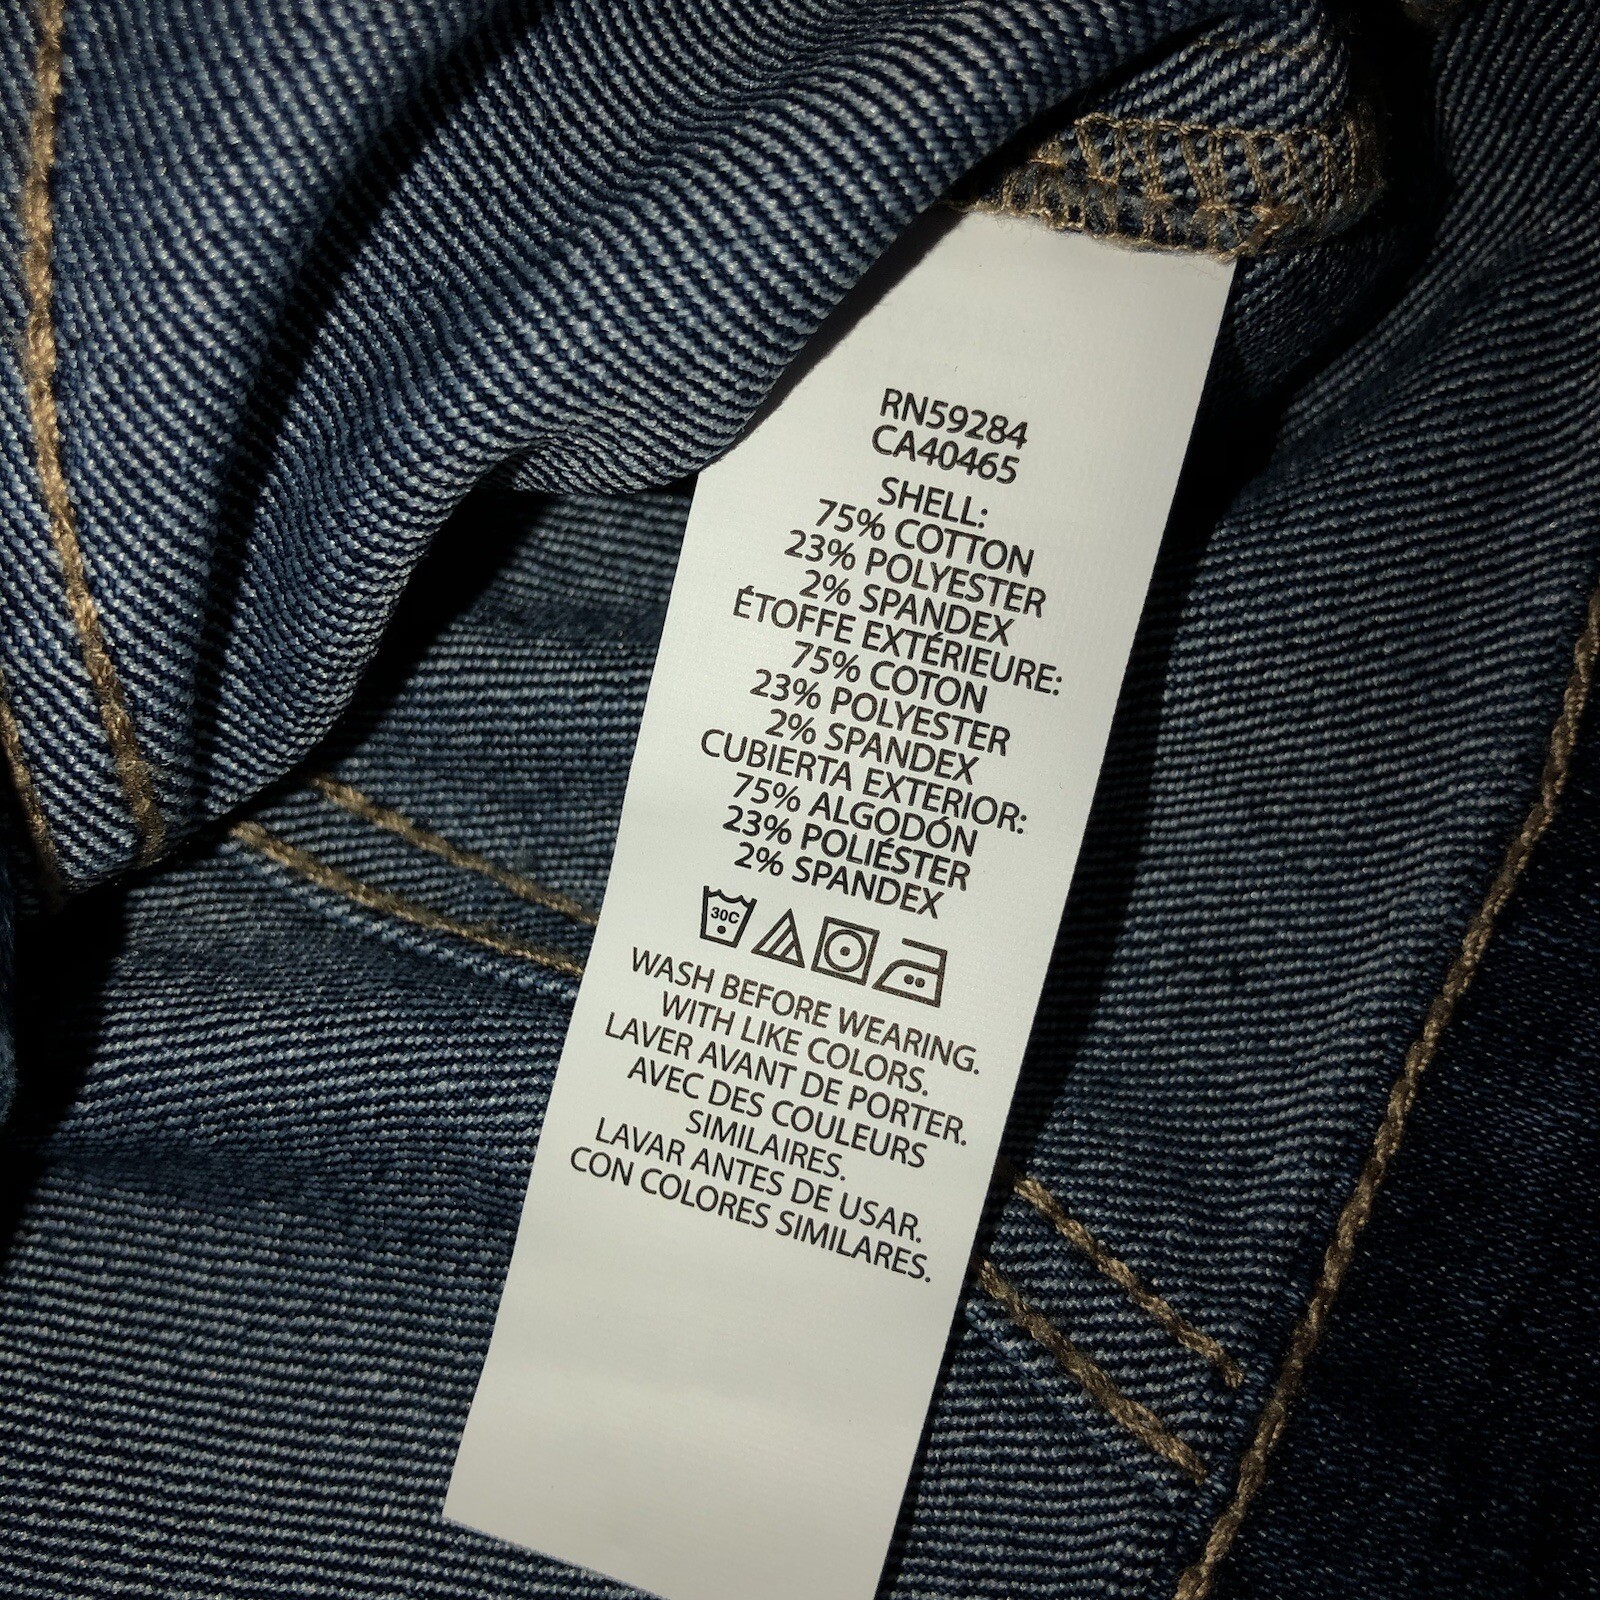 RN59284
CA40465
SHELL:
75% COTTON
23% POLYESTER
2% SPANDEX
ÉTOFFE EXTÉRIEURE:
75% COTON
23% POLYESTER
2% SPANDEX
CUBIERTA EXTERIOR:
75% ALGODÓN
23% POLIÉSTER
2% SPANDEX
30C
WASH BEFORE WEARING.
WITH LIKE COLORS.
LAVER AVANT DE PORTER.
AVEC DES COULEURS
SIMILAIRES.
LAVAR ANTES DE USAR.
CON COLORES SIMILARES.